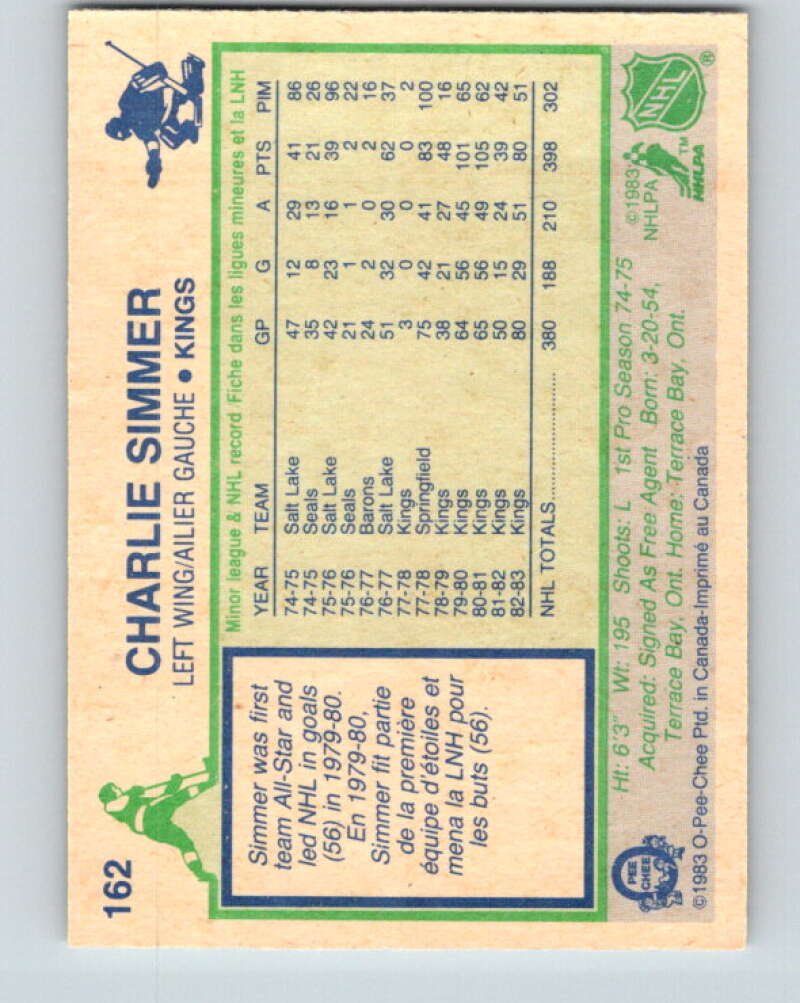 162
CHARLIE SIMMER
LEFT WING/AILIER GAUCHE • KINGS
Simmer was first
team All-Star and
led NHL in goals
(56) in 1979-80.
En 1979-80,
Simmer fit partie
de la première
équipe d'étoiles et
mena la LNH pour
les buts (56).
Minor league & NHL record/Fiche dans les ligues mineures et la LNH
YEAR TEAM GP G A PTS PIM
74-75 Salt Lake 47 12 29 41 86
74-75 Seals 35 8 13 21 26
75-76 Salt Lake 42 23 16 39 96
75-76 Seals 21 1 1 2 22
76-77 Barons 24 2 0 2 16
76-77 Salt Lake 51 32 30 62 37
77-78 Kings 3 0 0 0 2
77-78 Springfield 75 42 41 83 100
78-79 Kings 38 21 27 48 16
79-80 Kings 64 56 45 101 65
80-81 Kings 65 56 49 105 62
81-82 Kings 50 15 24 39 42
82-83 Kings 80 29 51 80 51
NHL TOTALS.................... 380 188 210 398 302
Ht: 6'3" Wt: 195 Shoots: L 1st Pro Season 74-75
Acquired: Signed As Free Agent Born: 3-20-54,
Terrace Bay, Ont. Home: Terrace Bay, Ont.
©1983
NHLPA
NHL ®
NHLPA ™
O PEE CHEE
©1983 O-Pee-Chee Ptd. in Canada-Imprimé au Canada